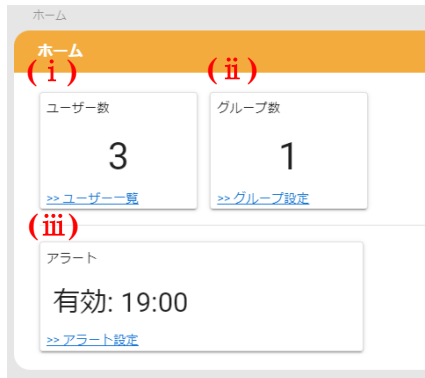 ホーム
ホーム
(ⅰ)
(ⅱ)
ユーザー数
グループ数
3
1
>> ユーザー一覧
>> グループ設定
(ⅲ)
アラート
有効: 19:00
>> アラート設定